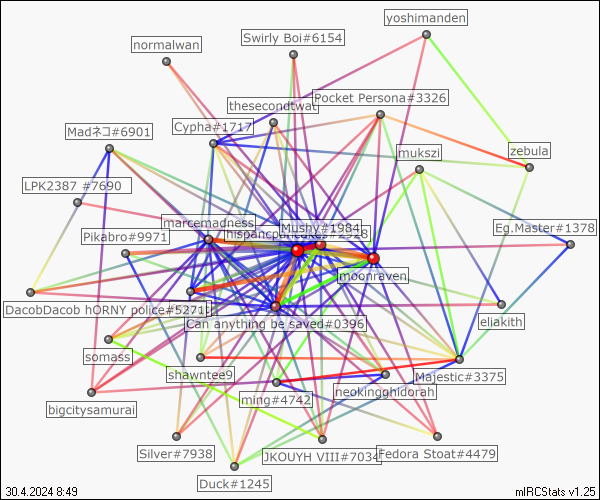 yoshimanden
Swirly Boi#6154
normalwan
Pocket Persona#3326
thesecondtwat
Cypha#1717
Madネコ#6901
mukszi
zebula
LPK2387 #7690
marcemadness
Mushy#1984
Eg.Master#1378
Pikabro#9971
moonraven
DacobDacob hORNY police#5271
eliakith
Can anything be saved#0396
somass
shawntee9
Majestic#3375
neokingghidorah
ming#4742
bigcitysamurai
Silver#7938
JKOUYH VIII#7034
Fedora Stoat#4479
Duck#1245
30.4.2024 8:49
mIRCStats v1.25